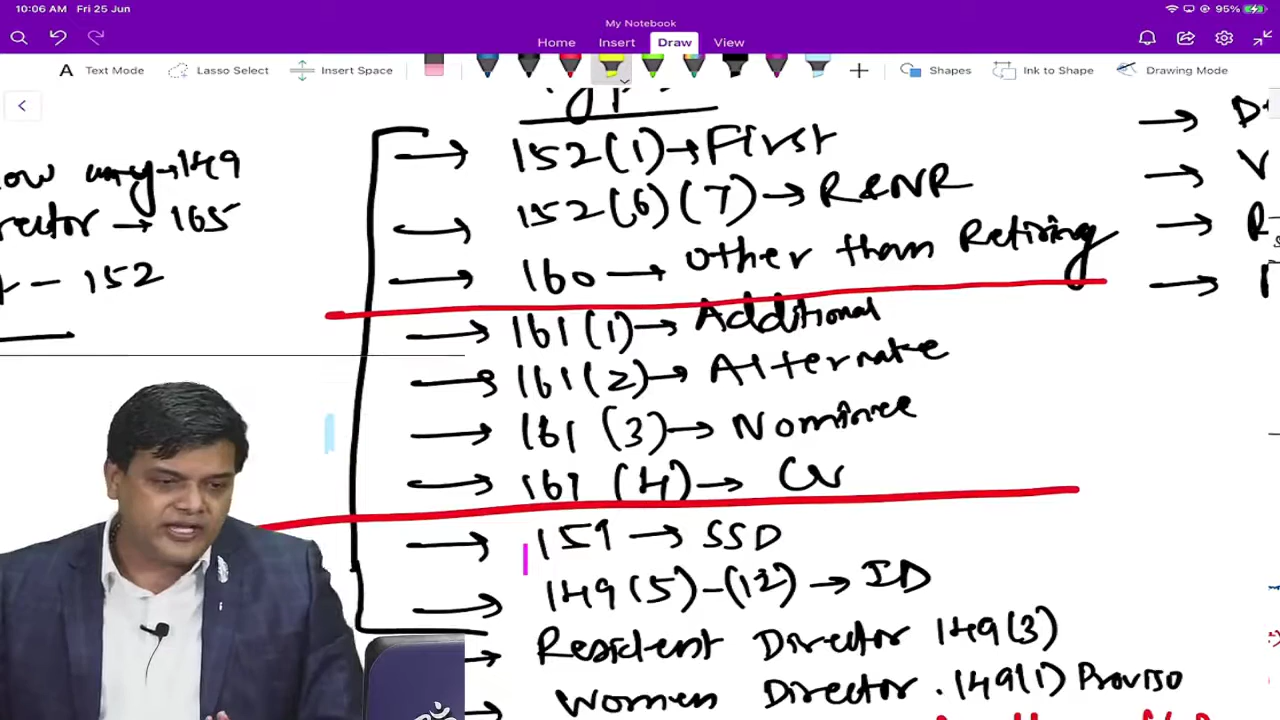 10:06 AM Fri 25 Jun
95%
My Notebook
Home Insert Draw View
Text Mode Lasso Select Insert Space Shapes Ink to Shape Drawing Mode
→ 152(1)→First
→ 152(6)(7)→R&NR
→ 160→Other than Retiring
→ 161(1)→Additional
→ 161(2)→Alternate
→ 161(3)→Nominee
→ 161(4)→CV
→ 159→SSD
→ 149(5)-(12)→ID
→ Resident Director 149(3)
→ Women Director. 149(1) Proviso
→149
→ 165
- 152